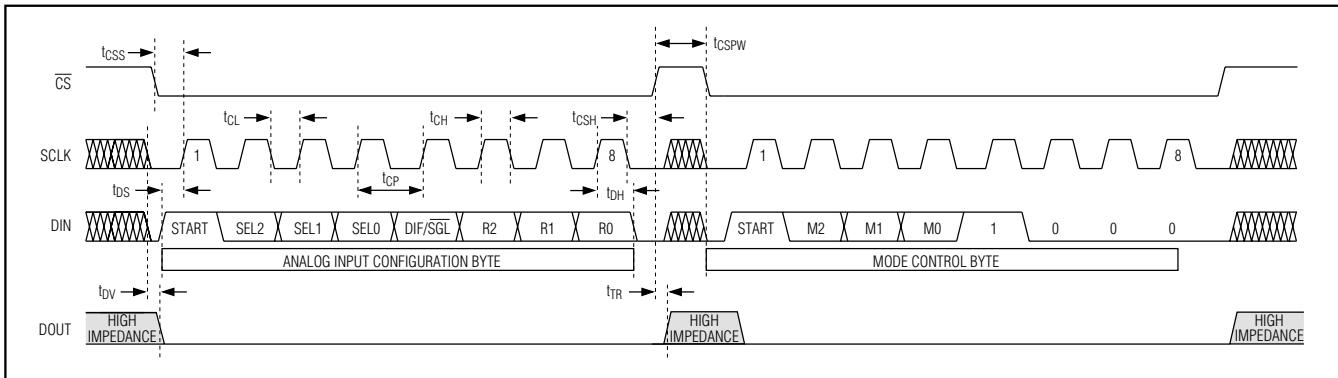 tCSS
tCSPW
CS
tCL
tCH
tCSH
SCLK
1
8
1
8
tCP
tDS
tDH
DIN
START SEL2 SEL1 SEL0 DIF/SGL R2 R1 R0
START M2 M1 M0 1 0 0 0
ANALOG INPUT CONFIGURATION BYTE
MODE CONTROL BYTE
tDV
tTR
DOUT
HIGH
IMPEDANCE
HIGH
IMPEDANCE
HIGH
IMPEDANCE